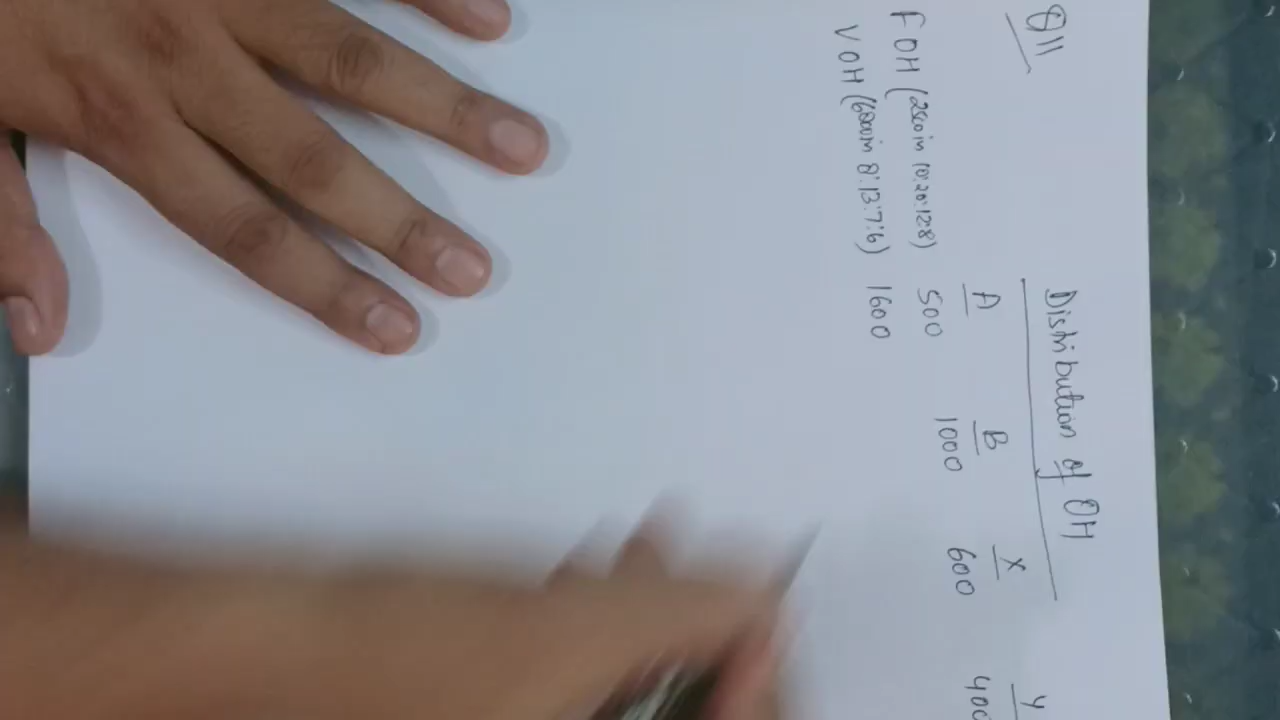 Q11
Distribution of OH
A B X Y
FOH (2500 in 10:20:12:8) 500 1000 600 400
VOH (6800 in 8:13:7:6) 1600